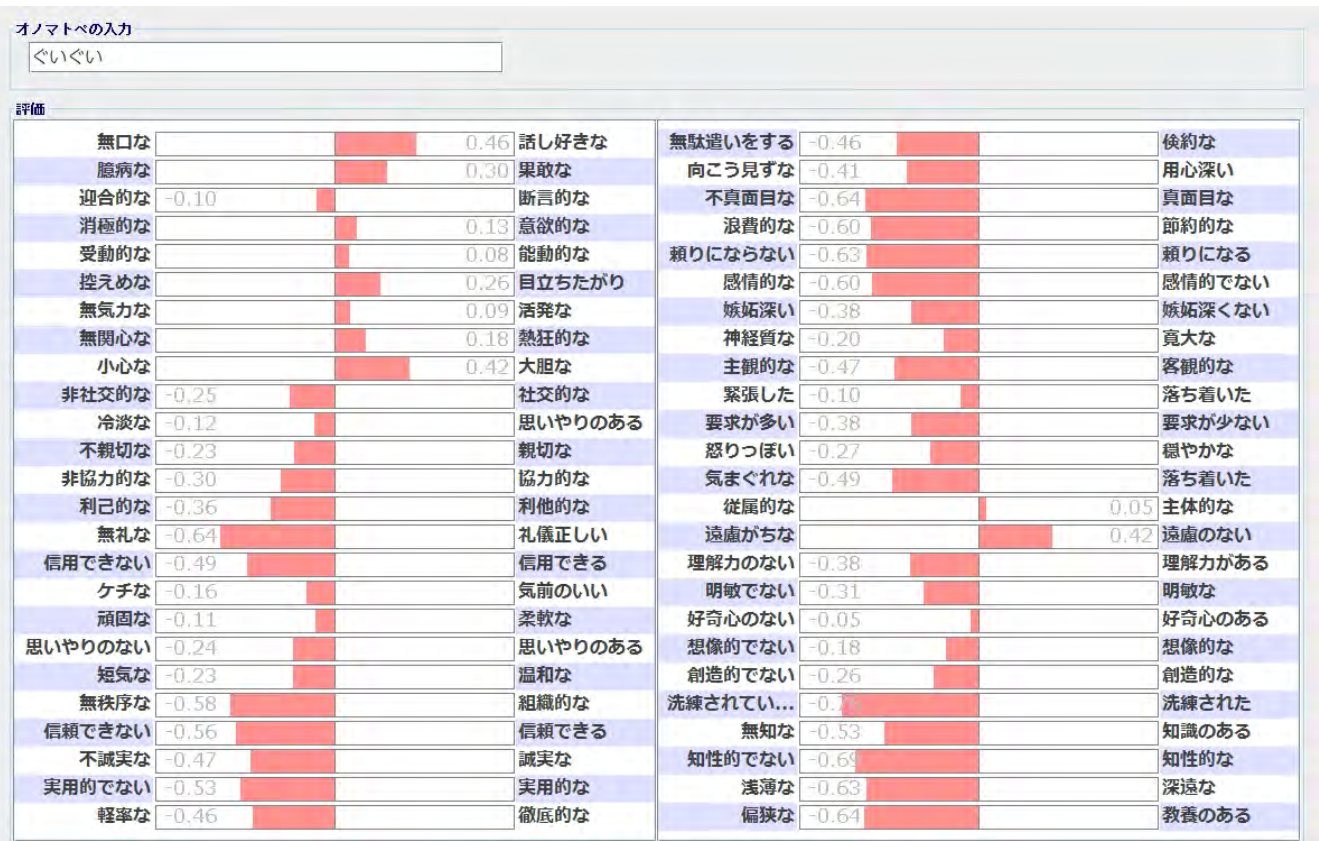 オノマトペの入力
ぐいぐい
評価
無口な 0.46 話し好きな
臆病な 0.30 果敢な
迎合的な -0.10 断言的な
消極的な 0.13 意欲的な
受動的な 0.08 能動的な
控えめな 0.26 目立ちたがり
無気力な 0.09 活発な
無関心な 0.18 熱狂的な
小心な 0.42 大胆な
非社交的な -0.25 社交的な
冷淡な -0.12 思いやりのある
不親切な -0.23 親切な
非協力的な -0.30 協力的な
利己的な -0.36 利他的な
無礼な -0.64 礼儀正しい
信用できない -0.49 信用できる
ケチな -0.16 気前のいい
頑固な -0.11 柔軟な
思いやりのない -0.24 思いやりのある
短気な -0.23 温和な
無秩序な -0.58 組織的な
信頼できない -0.56 信頼できる
不誠実な -0.47 誠実な
実用的でない -0.53 実用的な
軽率な -0.46 徹底的な
無駄遣いをする -0.46 倹約な
向こう見ずな -0.41 用心深い
不真面目な -0.64 真面目な
浪費的な -0.60 節約的な
頼りにならない -0.63 頼りになる
感情的な -0.60 感情的でない
嫉妬深い -0.38 嫉妬深くない
神経質な -0.20 寛大な
主観的な -0.47 客観的な
緊張した -0.10 落ち着いた
要求が多い -0.38 要求が少ない
怒りっぽい -0.27 穏やかな
気まぐれな -0.49 落ち着いた
従属的な 0.05 主体的な
遠慮がちな 0.42 遠慮のない
理解力のない -0.38 理解力がある
明敏でない -0.31 明敏な
好奇心のない -0.05 好奇心のある
想像的でない -0.18 想像的な
創造的でない -0.26 創造的な
洗練されてい... 洗練された
無知な -0.53 知識のある
知性的でない -0.69 知性的な
浅薄な -0.63 深遠な
偏狭な -0.64 教養のある